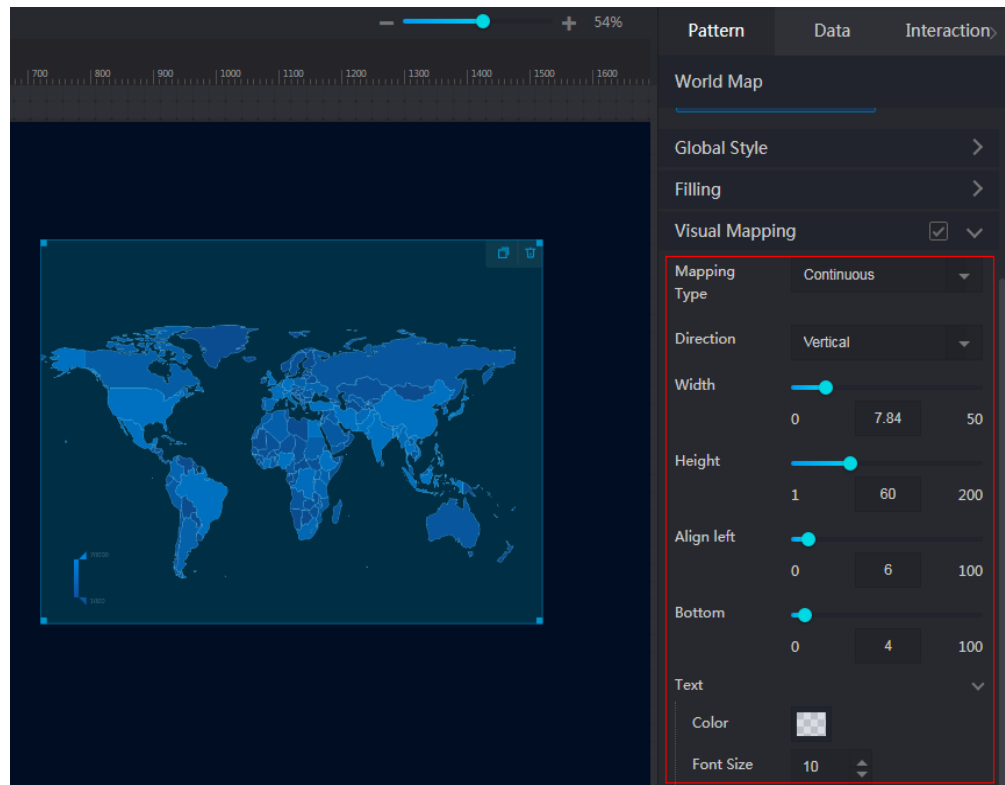 54%
Pattern Data Interaction
700 800 900 1000 1100 1200 1300 1400 1500 1600
World Map
Global Style
Filling
Visual Mapping
Mapping
Type
Continuous
Direction
Vertical
Width
0 7.84 50
Height
1 60 200
Align left
0 6 100
Bottom
0 4 100
Text
Color
Font Size
10